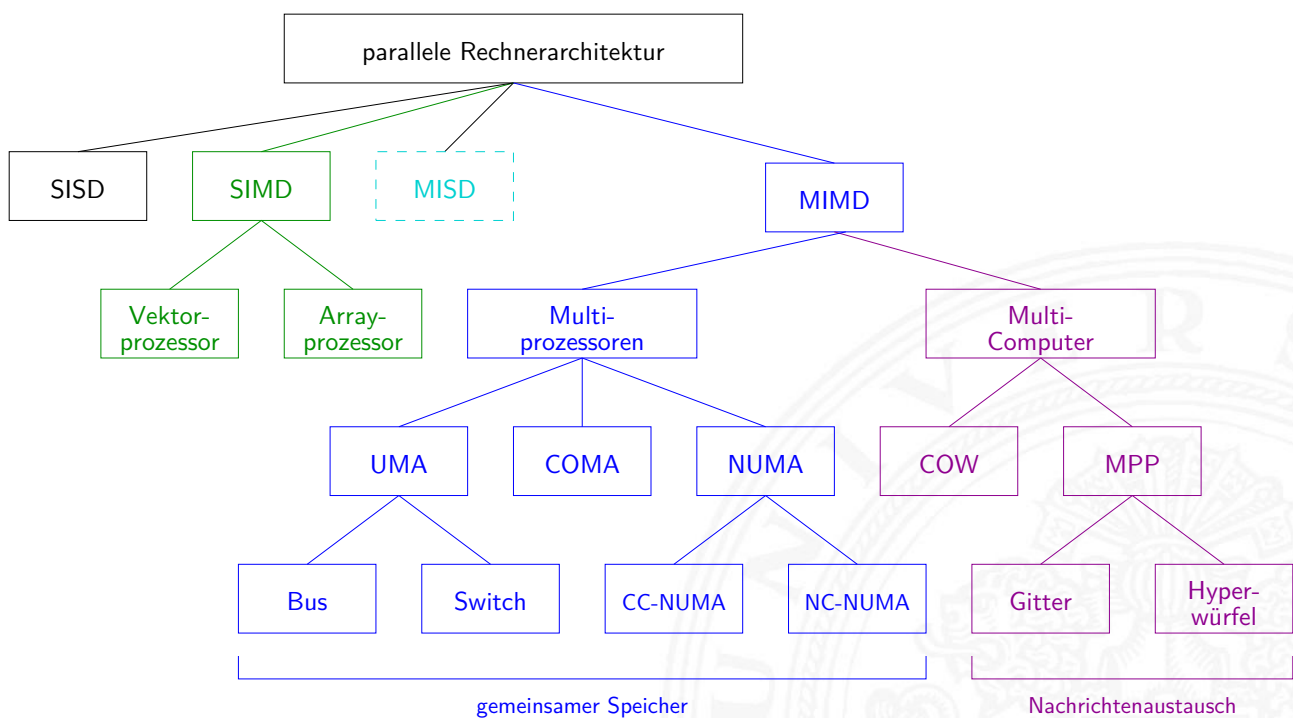 parallele Rechnerarchitektur
SISD
SIMD
MISD
MIMD
Vektor-
prozessor
Array-
prozessor
Multi-
prozessoren
Multi-
Computer
UMA
COMA
NUMA
COW
MPP
Bus
Switch
CC-NUMA
NC-NUMA
Gitter
Hyper-
würfel
gemeinsamer Speicher
Nachrichtenaustausch